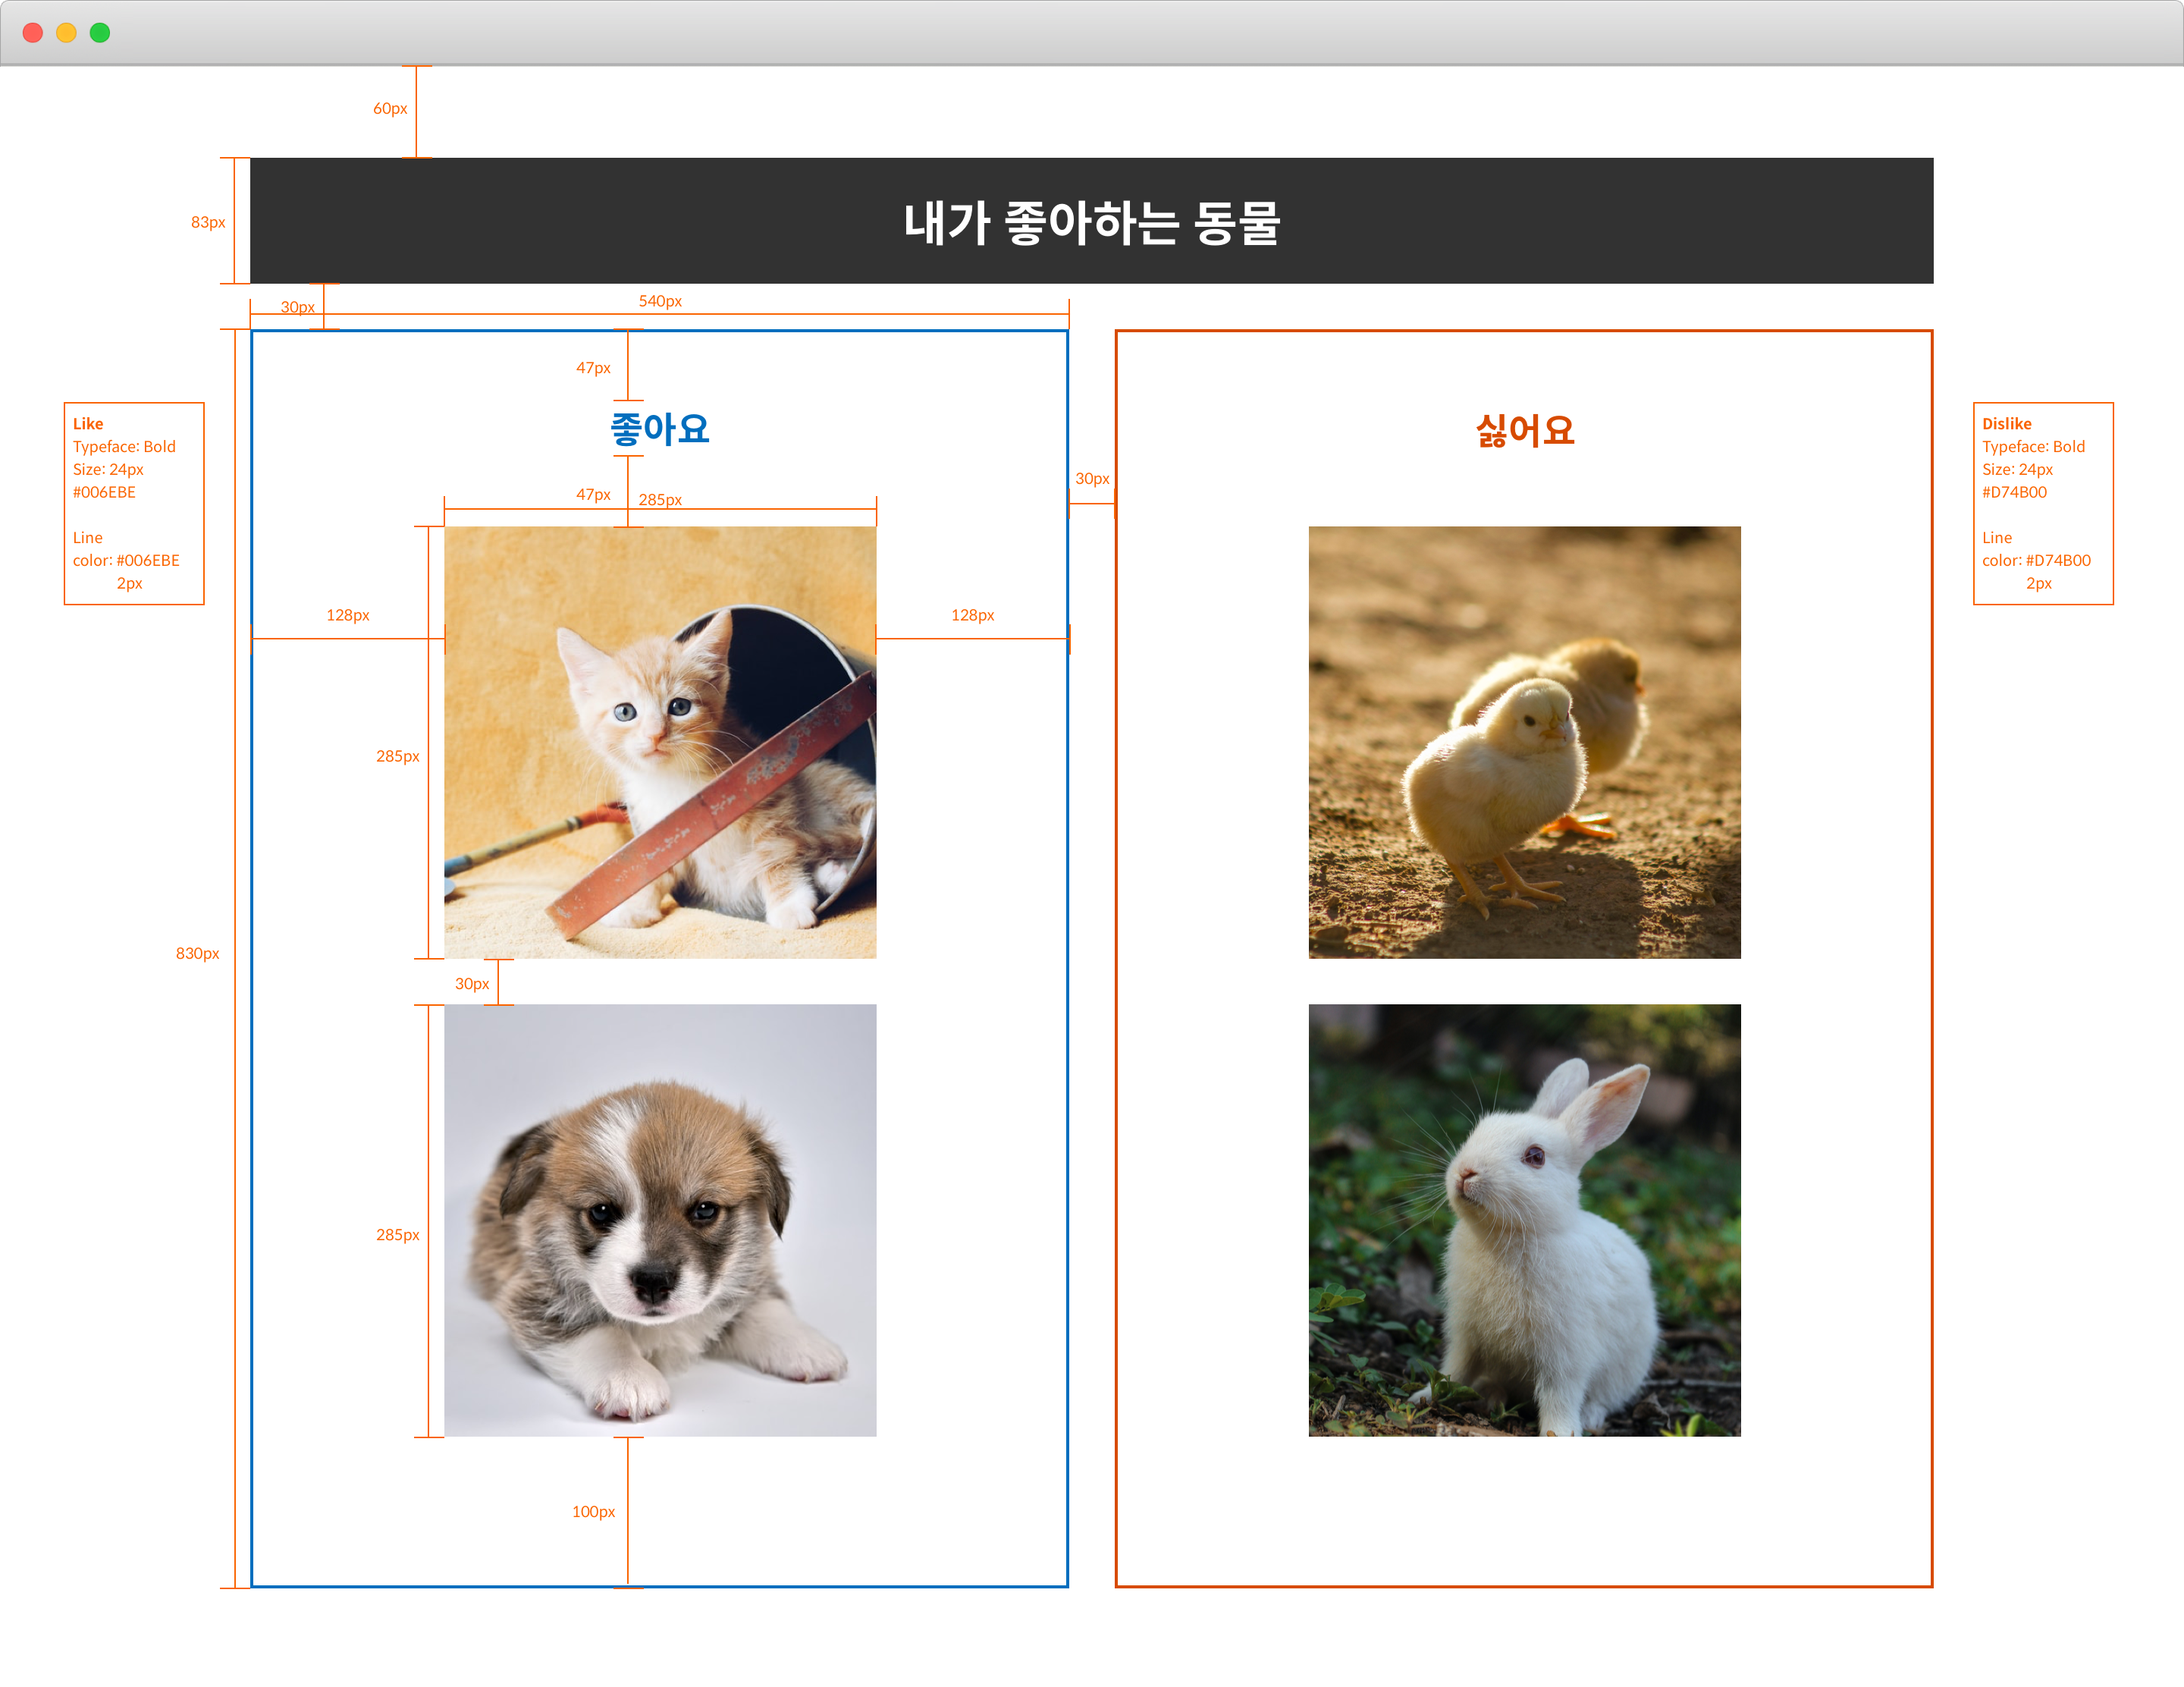 60px
내가 좋아하는 동물
83px
30px
540px
47px
좋아요
싫어요
Like
Typeface: Bold
Size: 24px
#006EBE
Line
color: #006EBE
2px
Dislike
Typeface: Bold
Size: 24px
#D74B00
Line
color: #D74B00
2px
30px
47px
285px
128px
128px
285px
830px
30px
285px
100px